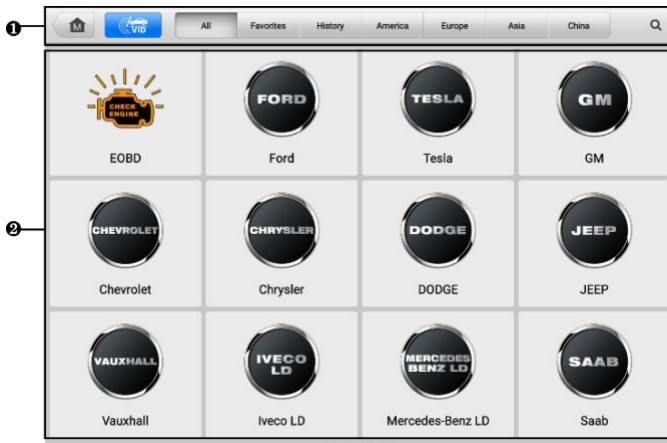 ❶
M
VID
All Favorites History America Europe Asia China
❷
CHECK
ENGINE
FORD TESLA GM
EOBD Ford Tesla GM
CHEVROLET CHRYSLER DODGE JEEP
Chevrolet Chrysler DODGE JEEP
VAUXHALL IVECO
LD MERCEDES
BENZ LD SAAB
Vauxhall Iveco LD Mercedes-Benz LD Saab